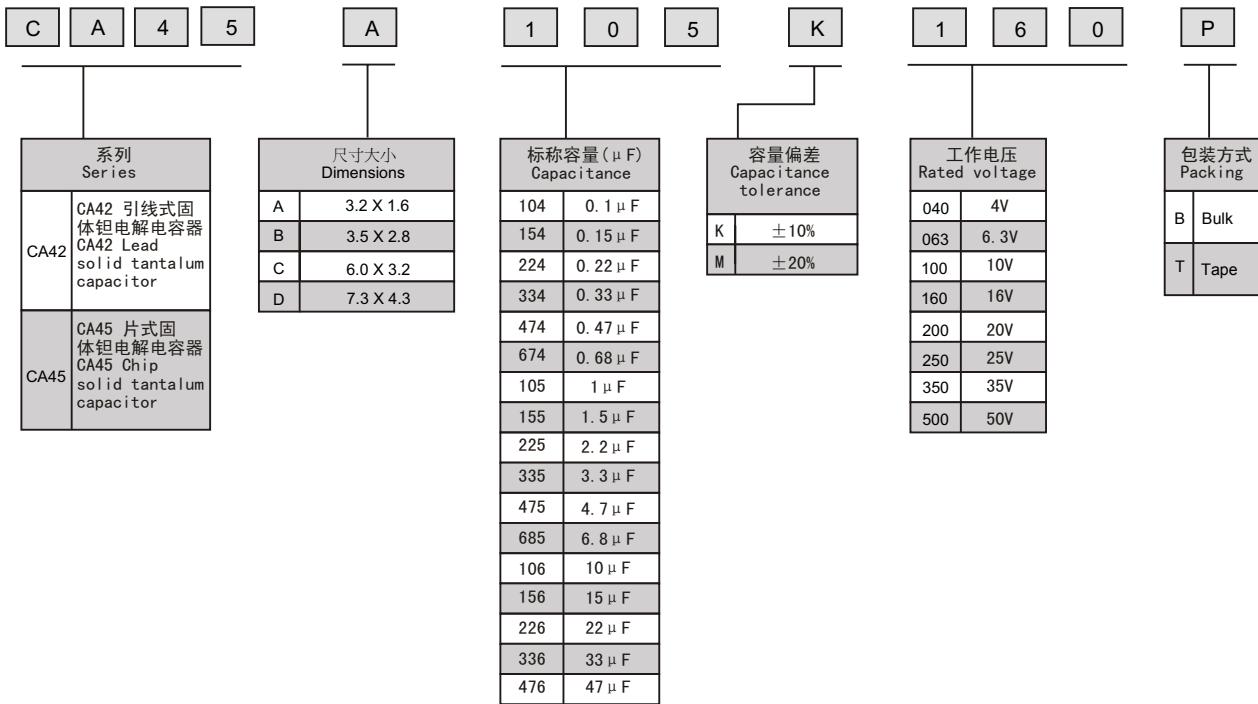 C A 4 5 A 1 0 5 K 1 6 0 P
系列
Series
CA42
CA42 引线式固
体钽电解电容器
CA42 Lead
solid tantalum
capacitor
CA45
CA45 片式固
体钽电解电容器
CA45 Chip
solid tantalum
capacitor
尺寸大小
Dimensions
A 3.2 X 1.6
B 3.5 X 2.8
C 6.0 X 3.2
D 7.3 X 4.3
标称容量(μF)
Capacitance
104 0.1μF
154 0.15μF
224 0.22μF
334 0.33μF
474 0.47μF
674 0.68μF
105 1μF
155 1.5μF
225 2.2μF
335 3.3μF
475 4.7μF
685 6.8μF
106 10μF
156 15μF
226 22μF
336 33μF
476 47μF
容量偏差
Capacitance
tolerance
K ±10%
M ±20%
工作电压
Rated voltage
040 4V
063 6.3V
100 10V
160 16V
200 20V
250 25V
350 35V
500 50V
包装方式
Packing
B Bulk
T Tape